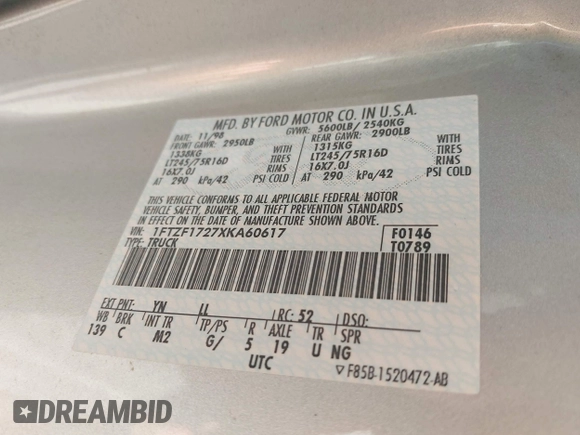 MFD. BY FORD MOTOR CO. IN U.S.A.
DATE: 11/98 GVWR: 5600LB/ 2540KG
FRONT GAWR: 2950LB REAR GAWR: 2900LB
1338KG WITH 1315KG WITH
LT245/75R16D TIRES LT245/75R16D TIRES
16X7.0J RIMS 16X7.0J RIMS
AT 290 kPa/42 PSI COLD AT 290 kPa/42 PSI COLD
THIS VEHICLE CONFORMS TO ALL APPLICABLE FEDERAL MOTOR
VEHICLE SAFETY, BUMPER, AND THEFT PREVENTION STANDARDS
IN EFFECT ON THE DATE OF MANUFACTURE SHOWN ABOVE.
VIN: 1FTZF1727XKA60617 F0146
TYPE: TRUCK T0789
EXT PNT: YN LL RC: 52 DSO:
WB BRK INT TR TP/PS R AXLE TR SPR
139 C M2 G/ 5 19 U NG
UTC
▽F85B-1520472-AB
DREAMBID